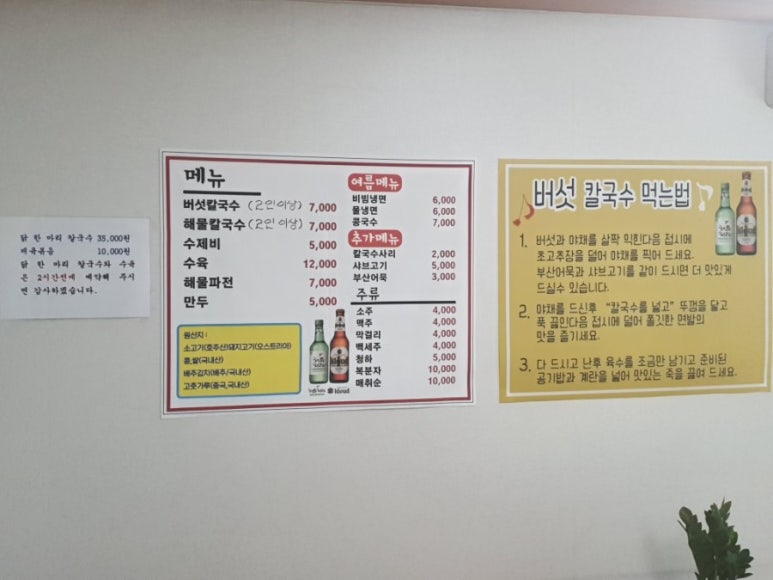 닭 한 마리 칼국수 35,000원
제육볶음 10,000원
닭 한 마리 칼국수와 수육
은 2시간전에 예약해 주시
면 감사하겠습니다.
메뉴
버섯칼국수 (2인이상) 7,000
해물칼국수 (2인이상) 7,000
수제비 5,000
수육 12,000
해물파전 7,000
만두 5,000
원산지 :
소고기(호주산)돼지고기(오스트리아)
콩,쌀(국내산)
배추김치(배추/국내산)
고춧가루(중국,국내산)
여름메뉴
비빔냉면 6,000
물냉면 6,000
콩국수 7,000
추가메뉴
칼국수사리 2,000
샤브고기 5,000
부산어묵 3,000
주류
소주 4,000
맥주 4,000
막걸리 4,000
백세주 4,000
청하 5,000
복분자 10,000
매취순 10,000
버섯 칼국수 먹는법
1. 버섯과 야채를 살짝 익힌다음 접시에
초고추장을 덜어 야채를 찍어 드세요.
부산어묵과 샤브고기를 같이 드시면 더 맛있게
드실수 있습니다.
2. 야채를 드신후 "칼국수를 넣고" 뚜껑을 닫고
푹 끓인다음 접시에 덜어 쫄깃한 면발의
맛을 즐기세요.
3. 다 드시고 난후 육수를 조금만 남기고 준비된
공기밥과 계란을 넣어 맛있는 죽을 끓여 드세요.